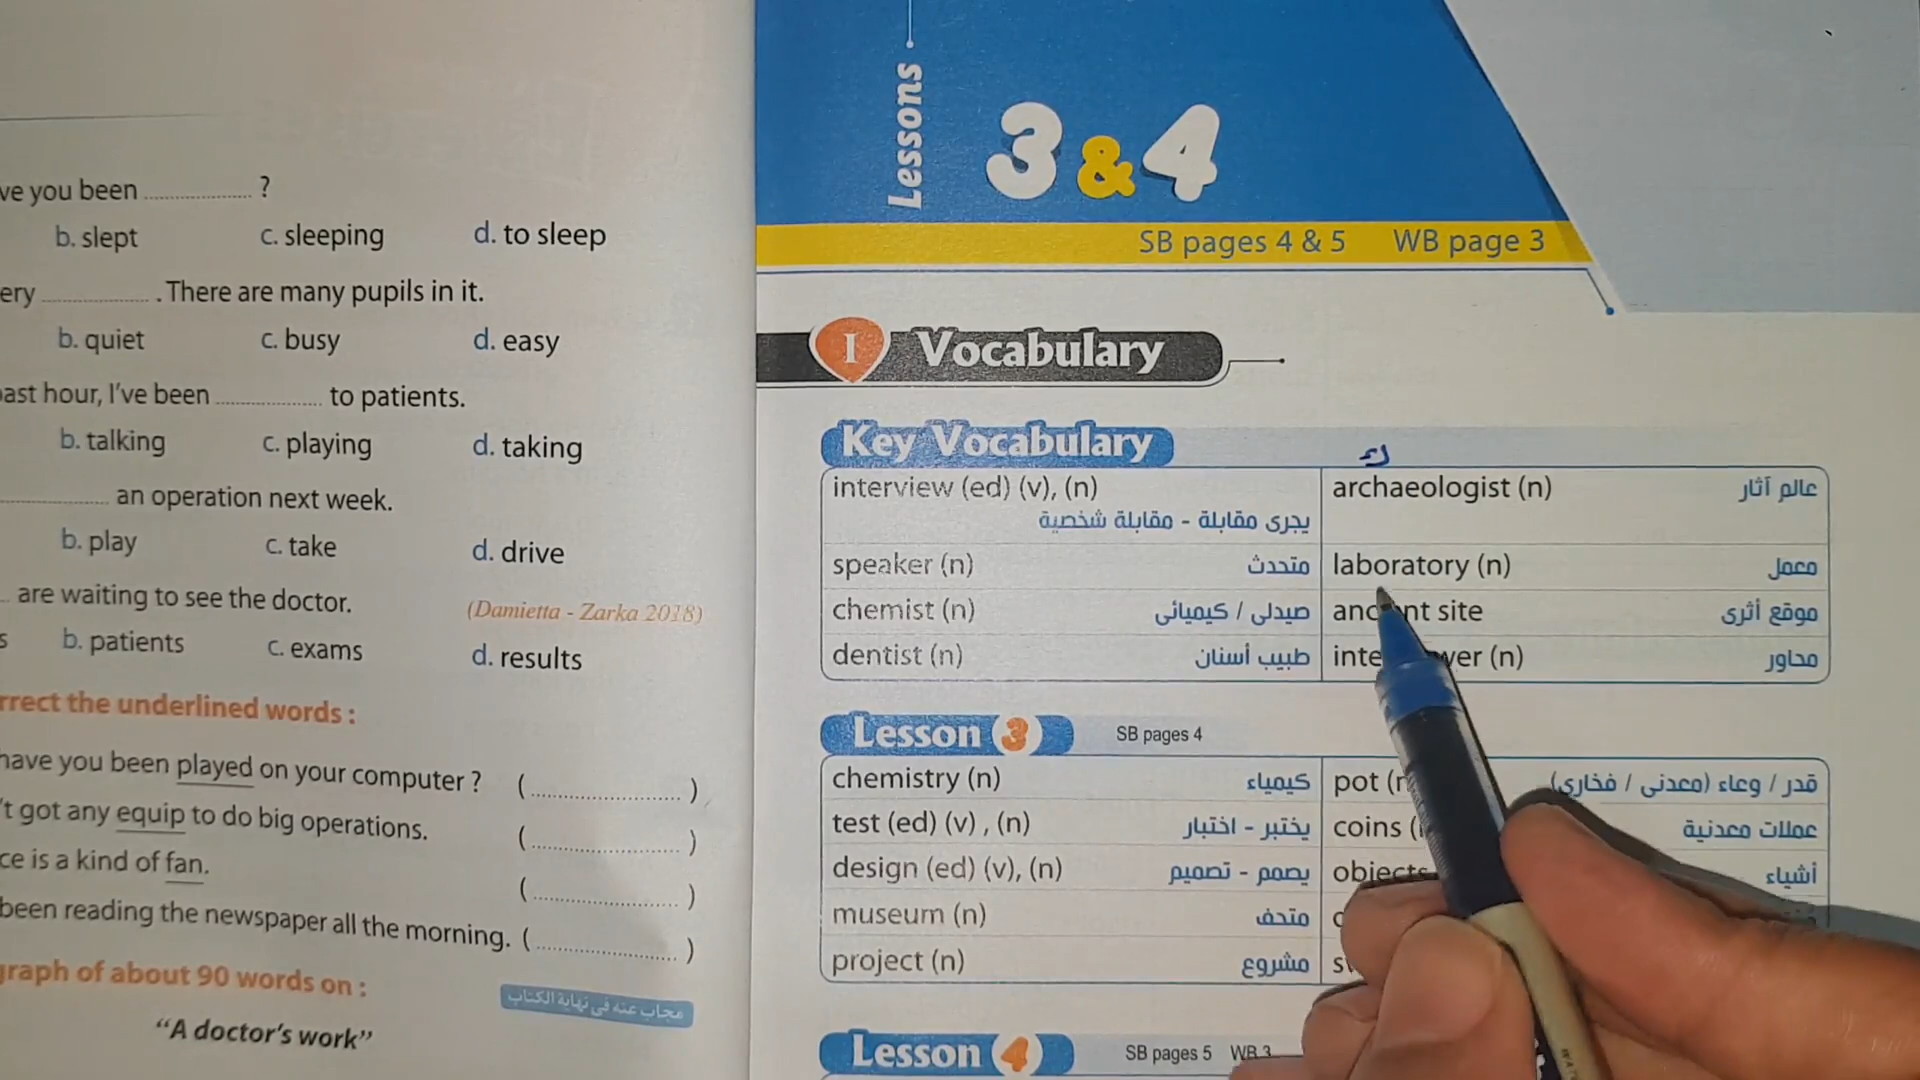 ve you been ?
b. slept c. sleeping d. to sleep
ery . There are many pupils in it.
b. quiet c. busy d. easy
past hour, I've been to patients.
b. talking c. playing d. taking
an operation next week.
b. play c. take d. drive
are waiting to see the doctor. (Damietta - Zarka 2018)
s b. patients c. exams d. results
rrect the underlined words :
have you been played on your computer ? ( )
't got any equip to do big operations. ( )
ce is a kind of fan. ( )
been reading the newspaper all the morning. ( )
graph of about 90 words on :
مجاب عنه فى نهاية الكتاب
“A doctor's work”
Lessons 3 & 4
SB pages 4 & 5 WB page 3
I Vocabulary
Key Vocabulary
ك
interview (ed) (v), (n) يجرى مقابلة - مقابلة شخصية
archaeologist (n) عالم آثار
speaker (n) متحدث
laboratory (n) معمل
chemist (n) صيدلى / كيميائى
site موقع أثرى
dentist (n) طبيب أسنان
(n) محاور
Lesson 3 SB pages 4
chemistry (n) كيمياء
pot قدر / وعاء (معدنى / فخارى)
test (ed) (v) , (n) يختبر - اختبار
coins عملات معدنية
design (ed) (v), (n) يصمم - تصميم
objects أشياء
museum (n) متحف
project (n) مشروع
Lesson 4 SB pages 5 WB 3